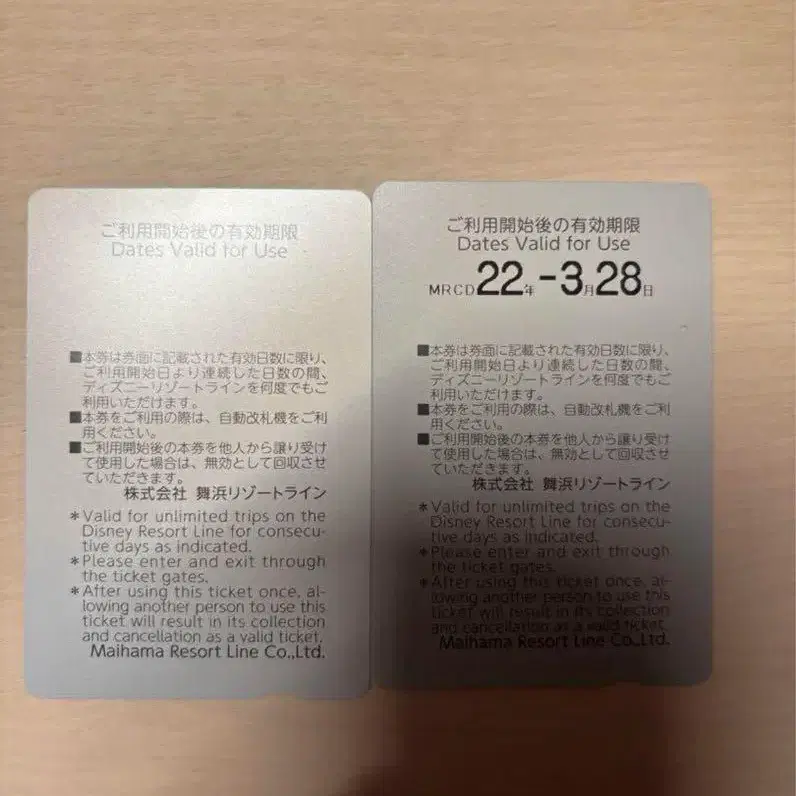 ご利用開始後の有効期限
Dates Valid for Use
■本券は券面に記載された有効日数に限り、
ご利用開始日より連続した日数の間、
ディズニーリゾートラインを何度でもご
利用いただけます。
■本券をご利用の際は、自動改札機をご利
用ください。
■ご利用開始後の本券を他人から譲り受け
て使用した場合は、無効として回収させ
ていただきます。
株式会社 舞浜リゾートライン
*Valid for unlimited trips on the
Disney Resort Line for consecu-
tive days as indicated.
*Please enter and exit through
the ticket gates.
*After using this ticket once, al-
lowing another person to use this
ticket will result in its collection
and cancellation as a valid ticket.
Maihama Resort Line Co.,Ltd.
ご利用開始後の有効期限
Dates Valid for Use
MRCD22年-3月28日
■本券は券面に記載された有効日数に限り、
ご利用開始日より連続した日数の間、
ディズニーリゾートラインを何度でもご
利用いただけます。
■本券をご利用の際は、自動改札機をご利
用ください。
■ご利用開始後の本券を他人から譲り受け
て使用した場合は、無効として回収させ
ていただきます。
株式会社 舞浜リゾートライン
*Valid for unlimited trips on the
Disney Resort Line for consecu-
tive days as indicated.
*Please enter and exit through
the ticket gates.
*After using this ticket once, al-
lowing another person to use this
ticket will result in its collection
and cancellation as a valid ticket.
Maihama Resort Line Co.,Ltd.